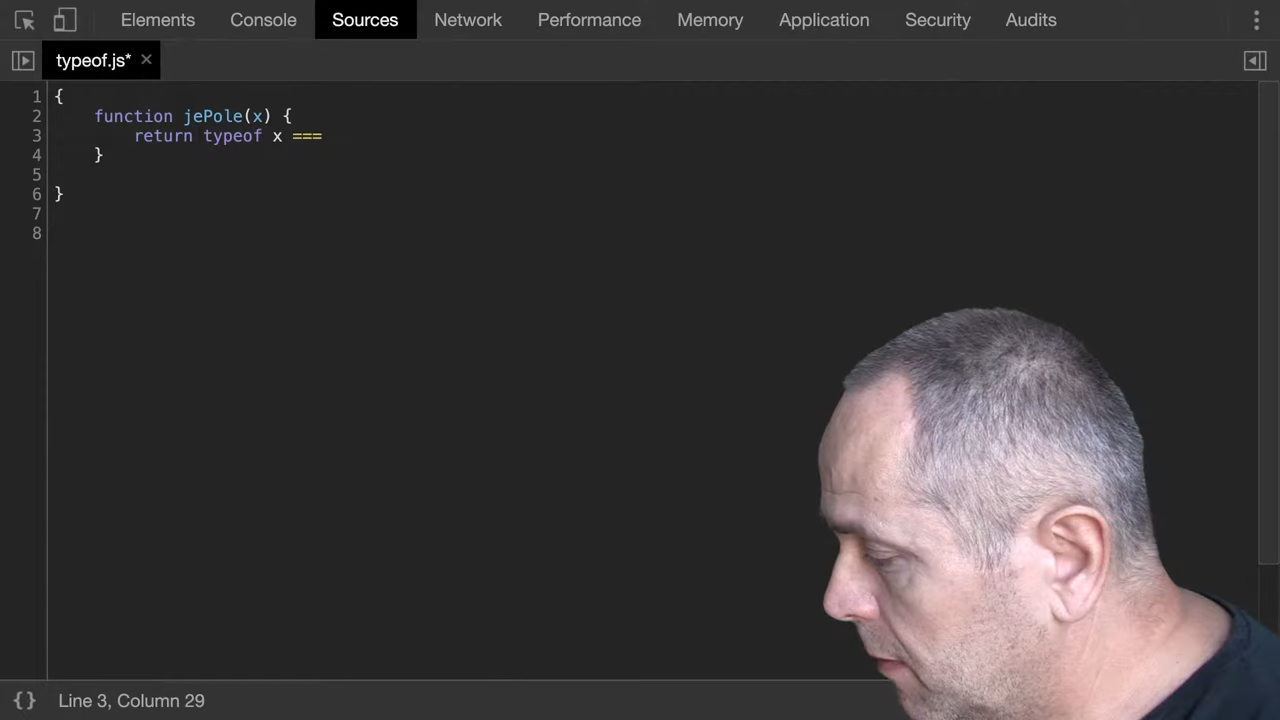 Elements Console Sources Network Performance Memory Application Security Audits
typeof.js* ×
1 {
2 function jePole(x) {
3 return typeof x ===
4 }
5
6 }
7
8
{} Line 3, Column 29